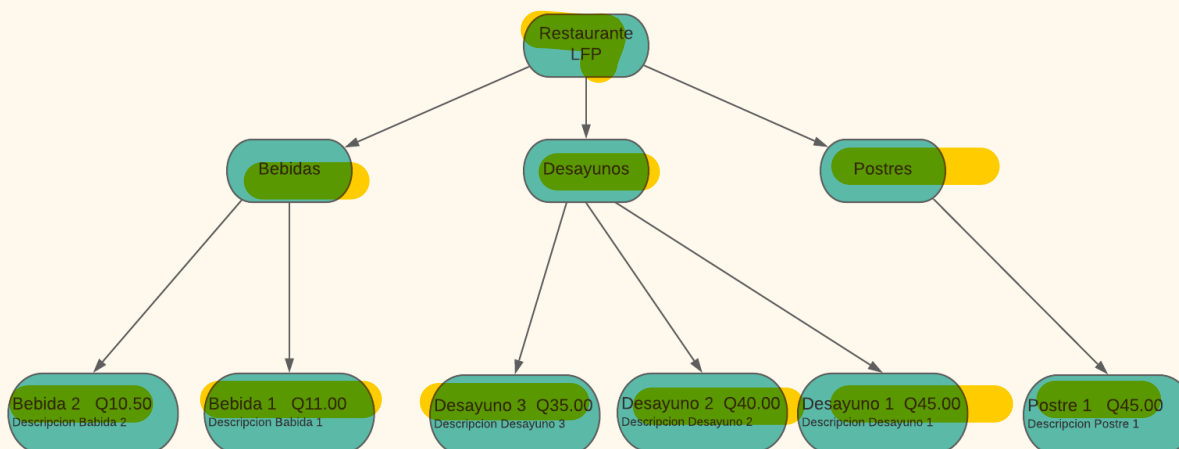 Restaurante
LFP
Bebidas
Desayunos
Postres
Bebida 2 Q10.50
Descripcion Babida 2
Bebida 1 Q11.00
Descripcion Babida 1
Desayuno 3 Q35.00
Descripcion Desayuno 3
Desayuno 2 Q40.00
Descripcion Desayuno 2
Desayuno 1 Q45.00
Descripcion Desayuno 1
Postre 1 Q45.00
Descripcion Postre 1